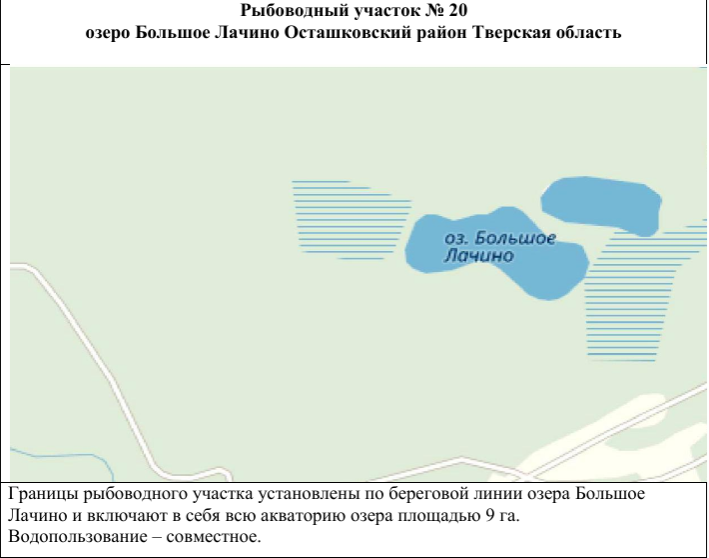 Рыбоводный участок № 20
озеро Большое Лачино Осташковский район Тверская область
оз. Большое
Лачино
Границы рыбоводного участка установлены по береговой линии озера Большое
Лачино и включают в себя всю акваторию озера площадью 9 га.
Водопользование – совместное.